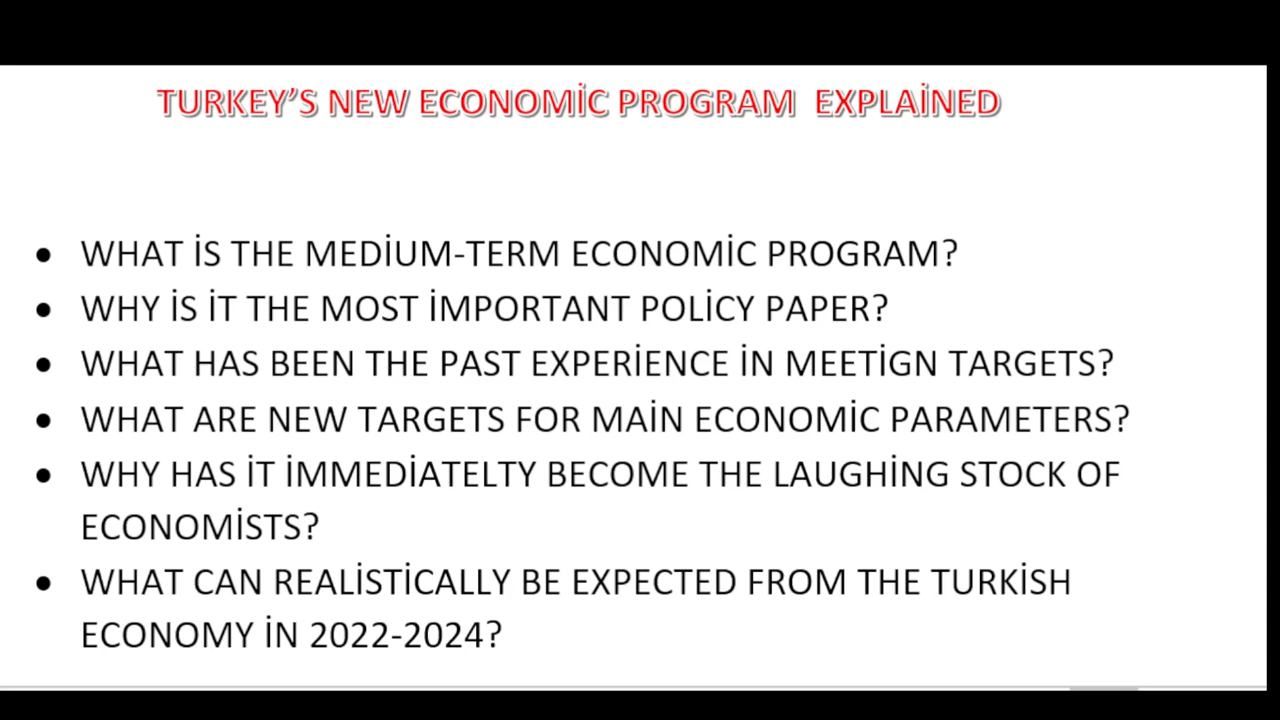 TURKEY'S NEW ECONOMİC PROGRAM EXPLAİNED
• WHAT İS THE MEDİUM-TERM ECONOMİC PROGRAM?
• WHY İS İT THE MOST İMPORTANT POLİCY PAPER?
• WHAT HAS BEEN THE PAST EXPERİENCE İN MEETİGN TARGETS?
• WHAT ARE NEW TARGETS FOR MAİN ECONOMİC PARAMETERS?
• WHY HAS İT İMMEDİATELTY BECOME THE LAUGHİNG STOCK OF
ECONOMİSTS?
• WHAT CAN REALİSTİCALLY BE EXPECTED FROM THE TURKİSH
ECONOMY İN 2022-2024?